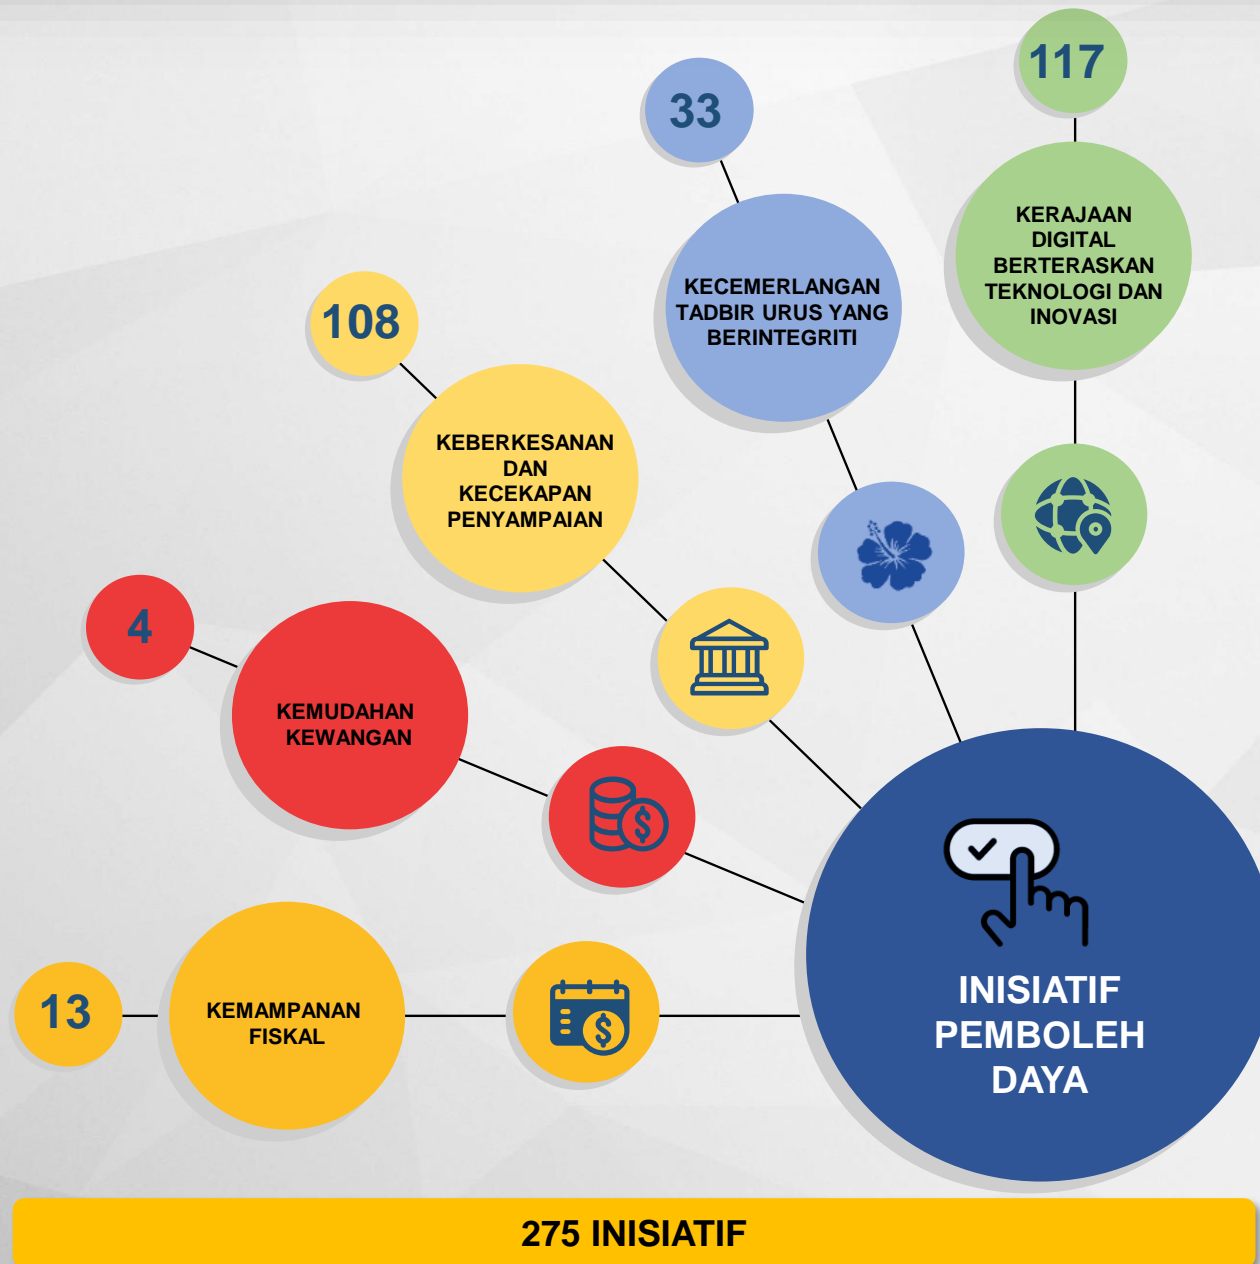 117
KERAJAAN
DIGITAL
BERTERASKAN
TEKNOLOGI DAN
INOVASI
33
KECEMERLANGAN
TADBIR URUS YANG
BERINTEGRITI
108
KEBERKESANAN
DAN
KECEKAPAN
PENYAMPAIAN
4
KEMUDAHAN
KEWANGAN
$
13
KEMAMPANAN
FISKAL
$
INISIATIF
PEMBOLEH
DAYA
275 INISIATIF